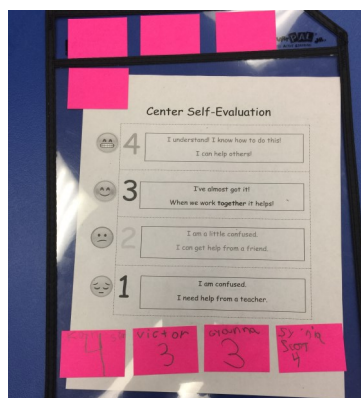 Center Self-Evaluation
4
I understand! I know how to do this!
I can help others!
3
I've almost got it!
When we work together it helps!
2
I am a little confused.
I can get help from a friend.
1
I am confused.
I need help from a teacher.
4
victor
3
3
4